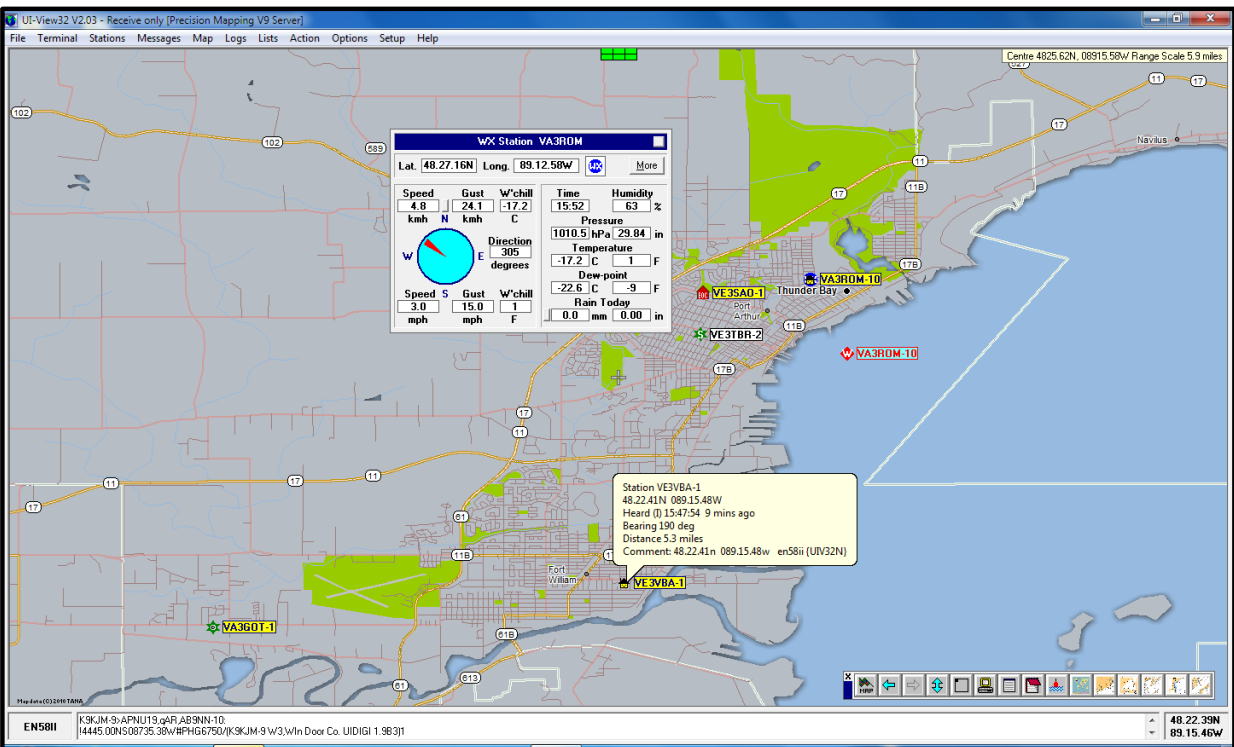 UI-View32 V2.03 - Receive only [Precision Mapping V9 Server]
File Terminal Stations Messages Map Logs Lists Action Options Setup Help
Centre 4825.62N, 08915.58W Range Scale 5.9 miles
527
11 17
102
102
589
17
Navilus
11
17
11B
WX Station VA3ROM
Lat. 48.27.16N Long. 89.12.58W WX More
Speed Gust W'chill Time Humidity
4.8 24.1 -17.2 15:52 63 %
kmh N kmh C
Pressure
1010.5 hPa 29.84 in
W E
Direction
305
degrees
Temperature
-17.2 C 1 F
Dew-point
-22.6 C -9 F
Speed S Gust W'chill
3.0 15.0 1
mph mph F
Rain Today
0.0 mm 0.00 in
17B
VA3ROM-10
VE3SAO-1
Thunder Bay
Port
Arthur
11B
VE3TBR-2
W VA3ROM-10
17B
17
11
11 17 11
17
61
Station VE3VBA-1
48.22.41N 089.15.48W
Heard (I) 15:47:54 9 mins ago
Bearing 190 deg
Distance 5.3 miles
Comment: 48.22.41n 089.15.48w en58ii {UIV32N}
11B
Fort
William
VE3VBA-1
VA3GOT-1
61B
613
61
MAP
Mapdata (C)2010 TANA
EN58II
K9KJM-9>APNU19,qAR,AB9NN-10:
!4445.00NS08735.38W#PHG6750/(K9KJM-9 W3,WIn Door Co. UIDIGI 1.9B3)1
48.22.39N
89.15.46W